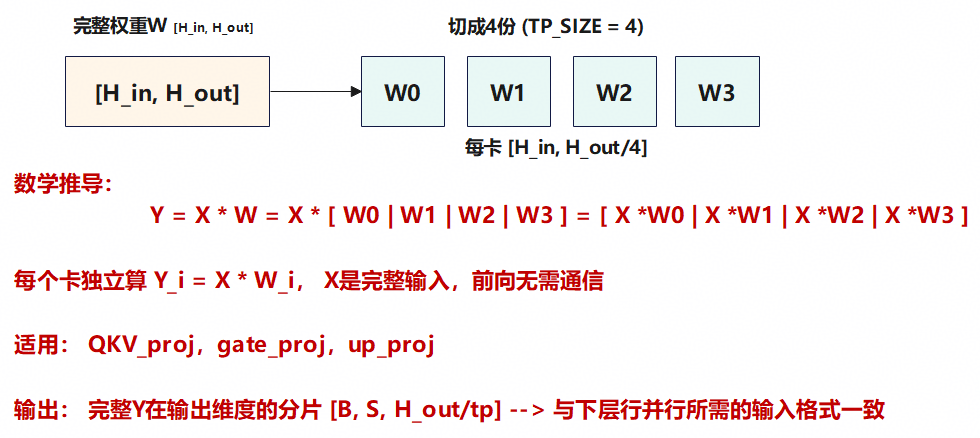 完整权重W [H_in, H_out]
切成4份 (TP_SIZE = 4)
[H_in, H_out]
W0
W1
W2
W3
每卡 [H_in, H_out/4]
数学推导：
Y = X * W = X * [ W0 | W1 | W2 | W3 ] = [ X *W0 | X *W1 | X *W2 | X *W3 ]
每个卡独立算 Y_i = X * W_i， X是完整输入，前向无需通信
适用： QKV_proj，gate_proj，up_proj
输出： 完整Y在输出维度的分片 [B, S, H_out/tp] --> 与下层行并行所需的输入格式一致